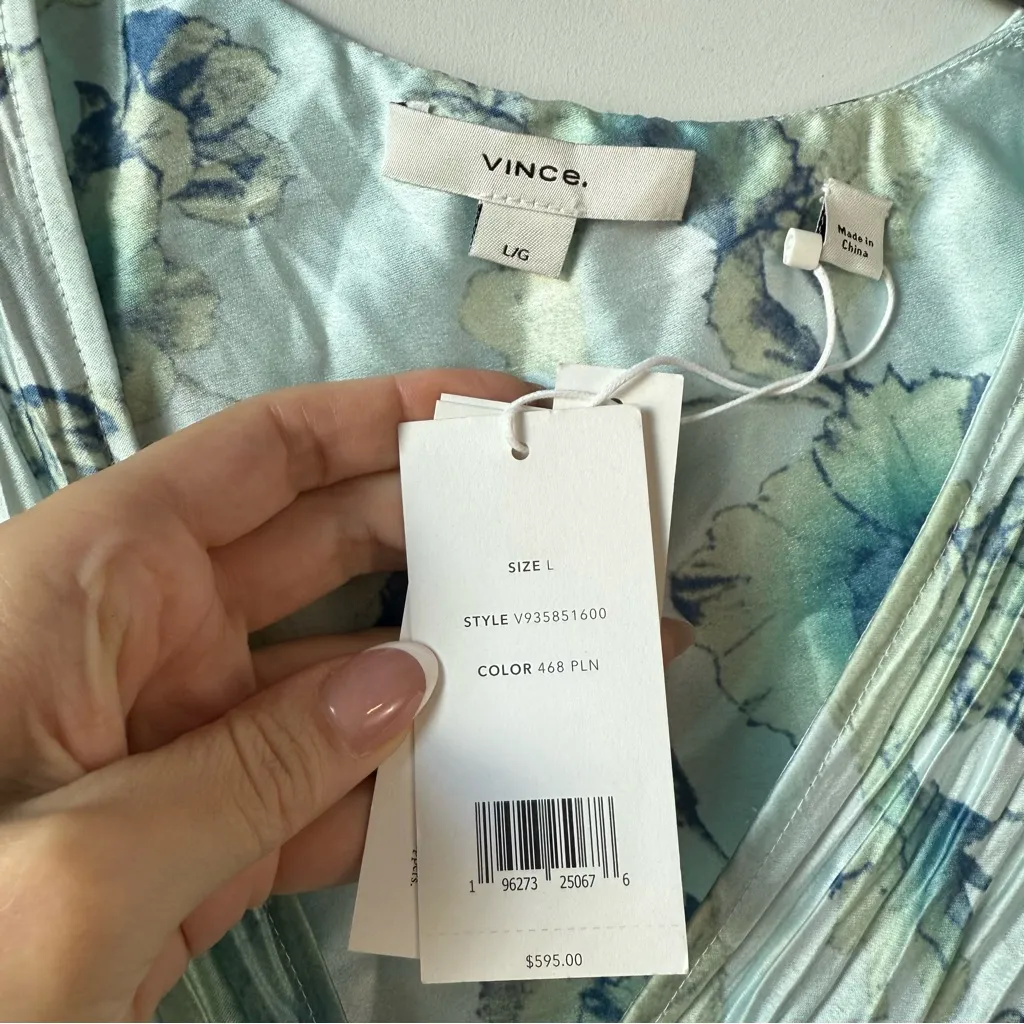 VINCe.
L/G
Made in
China
SIZE L
STYLE V935851600
COLOR 468 PLN
1 96273 25067 6
$595.00